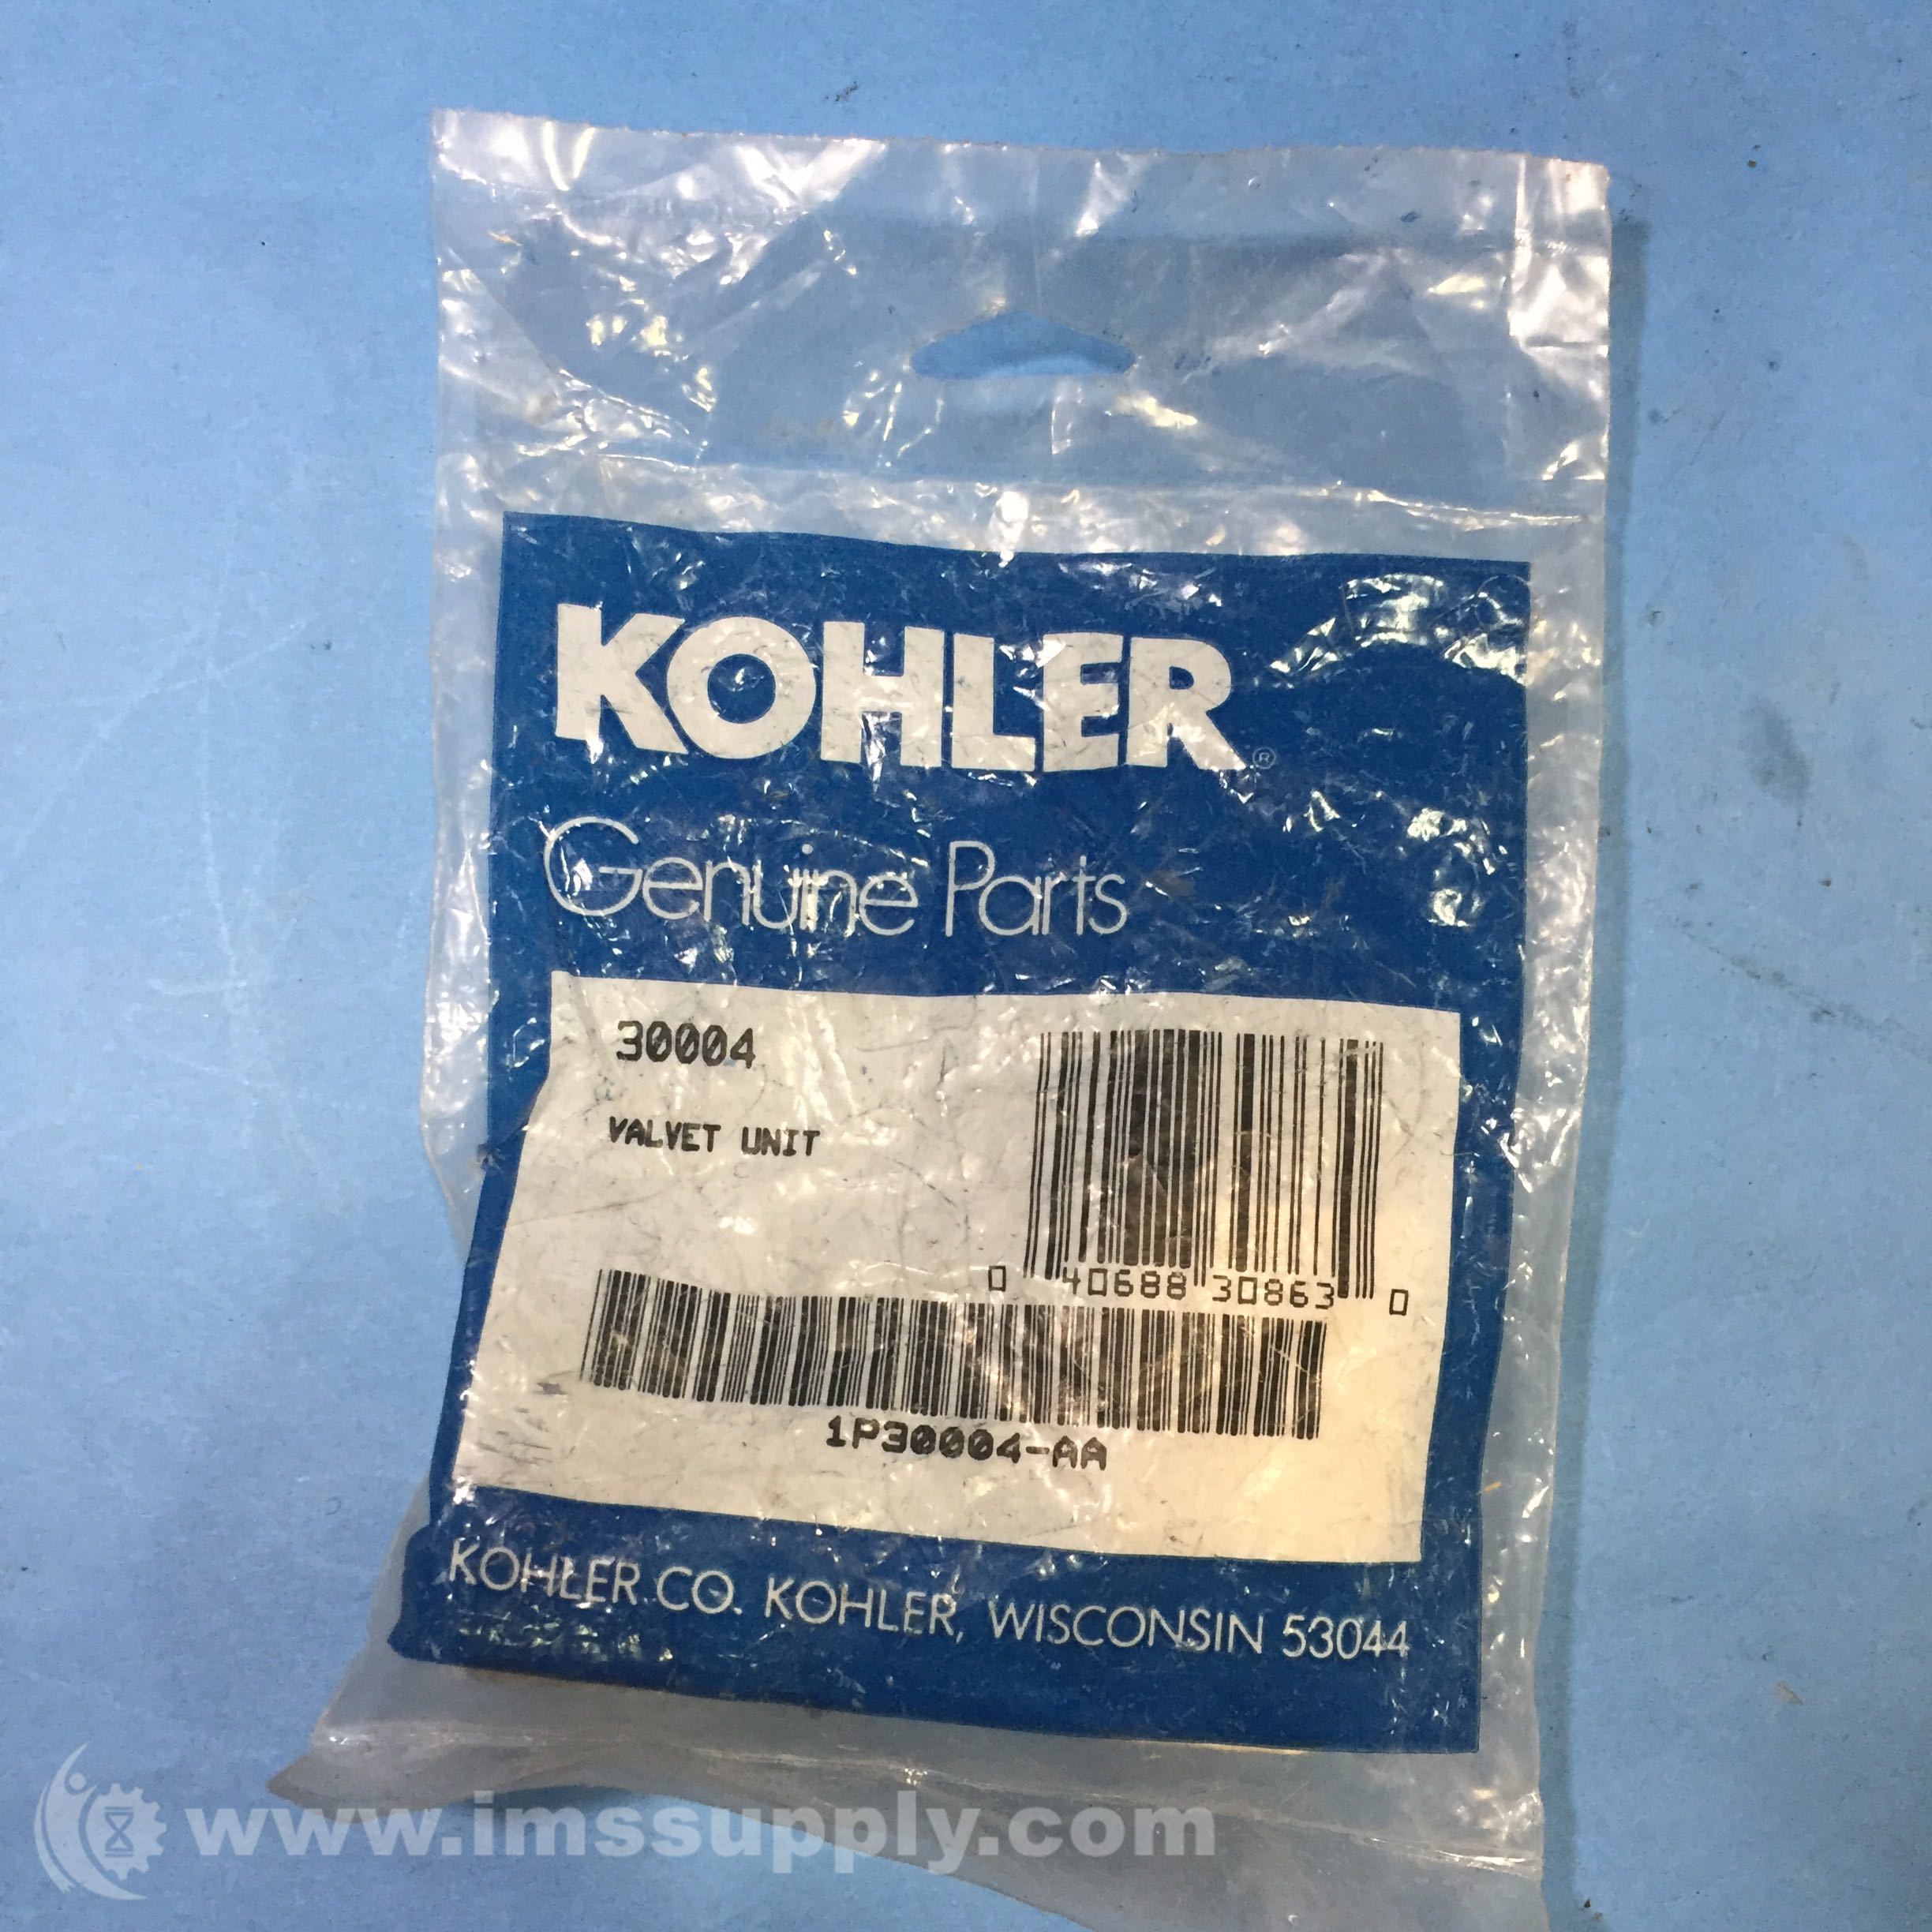 KOHLER®
Genuine Parts
30004
VALVET UNIT
0 40688 30863 0
1P30004-AA
KOHLER CO. KOHLER, WISCONSIN 53044
www.imssupply.com